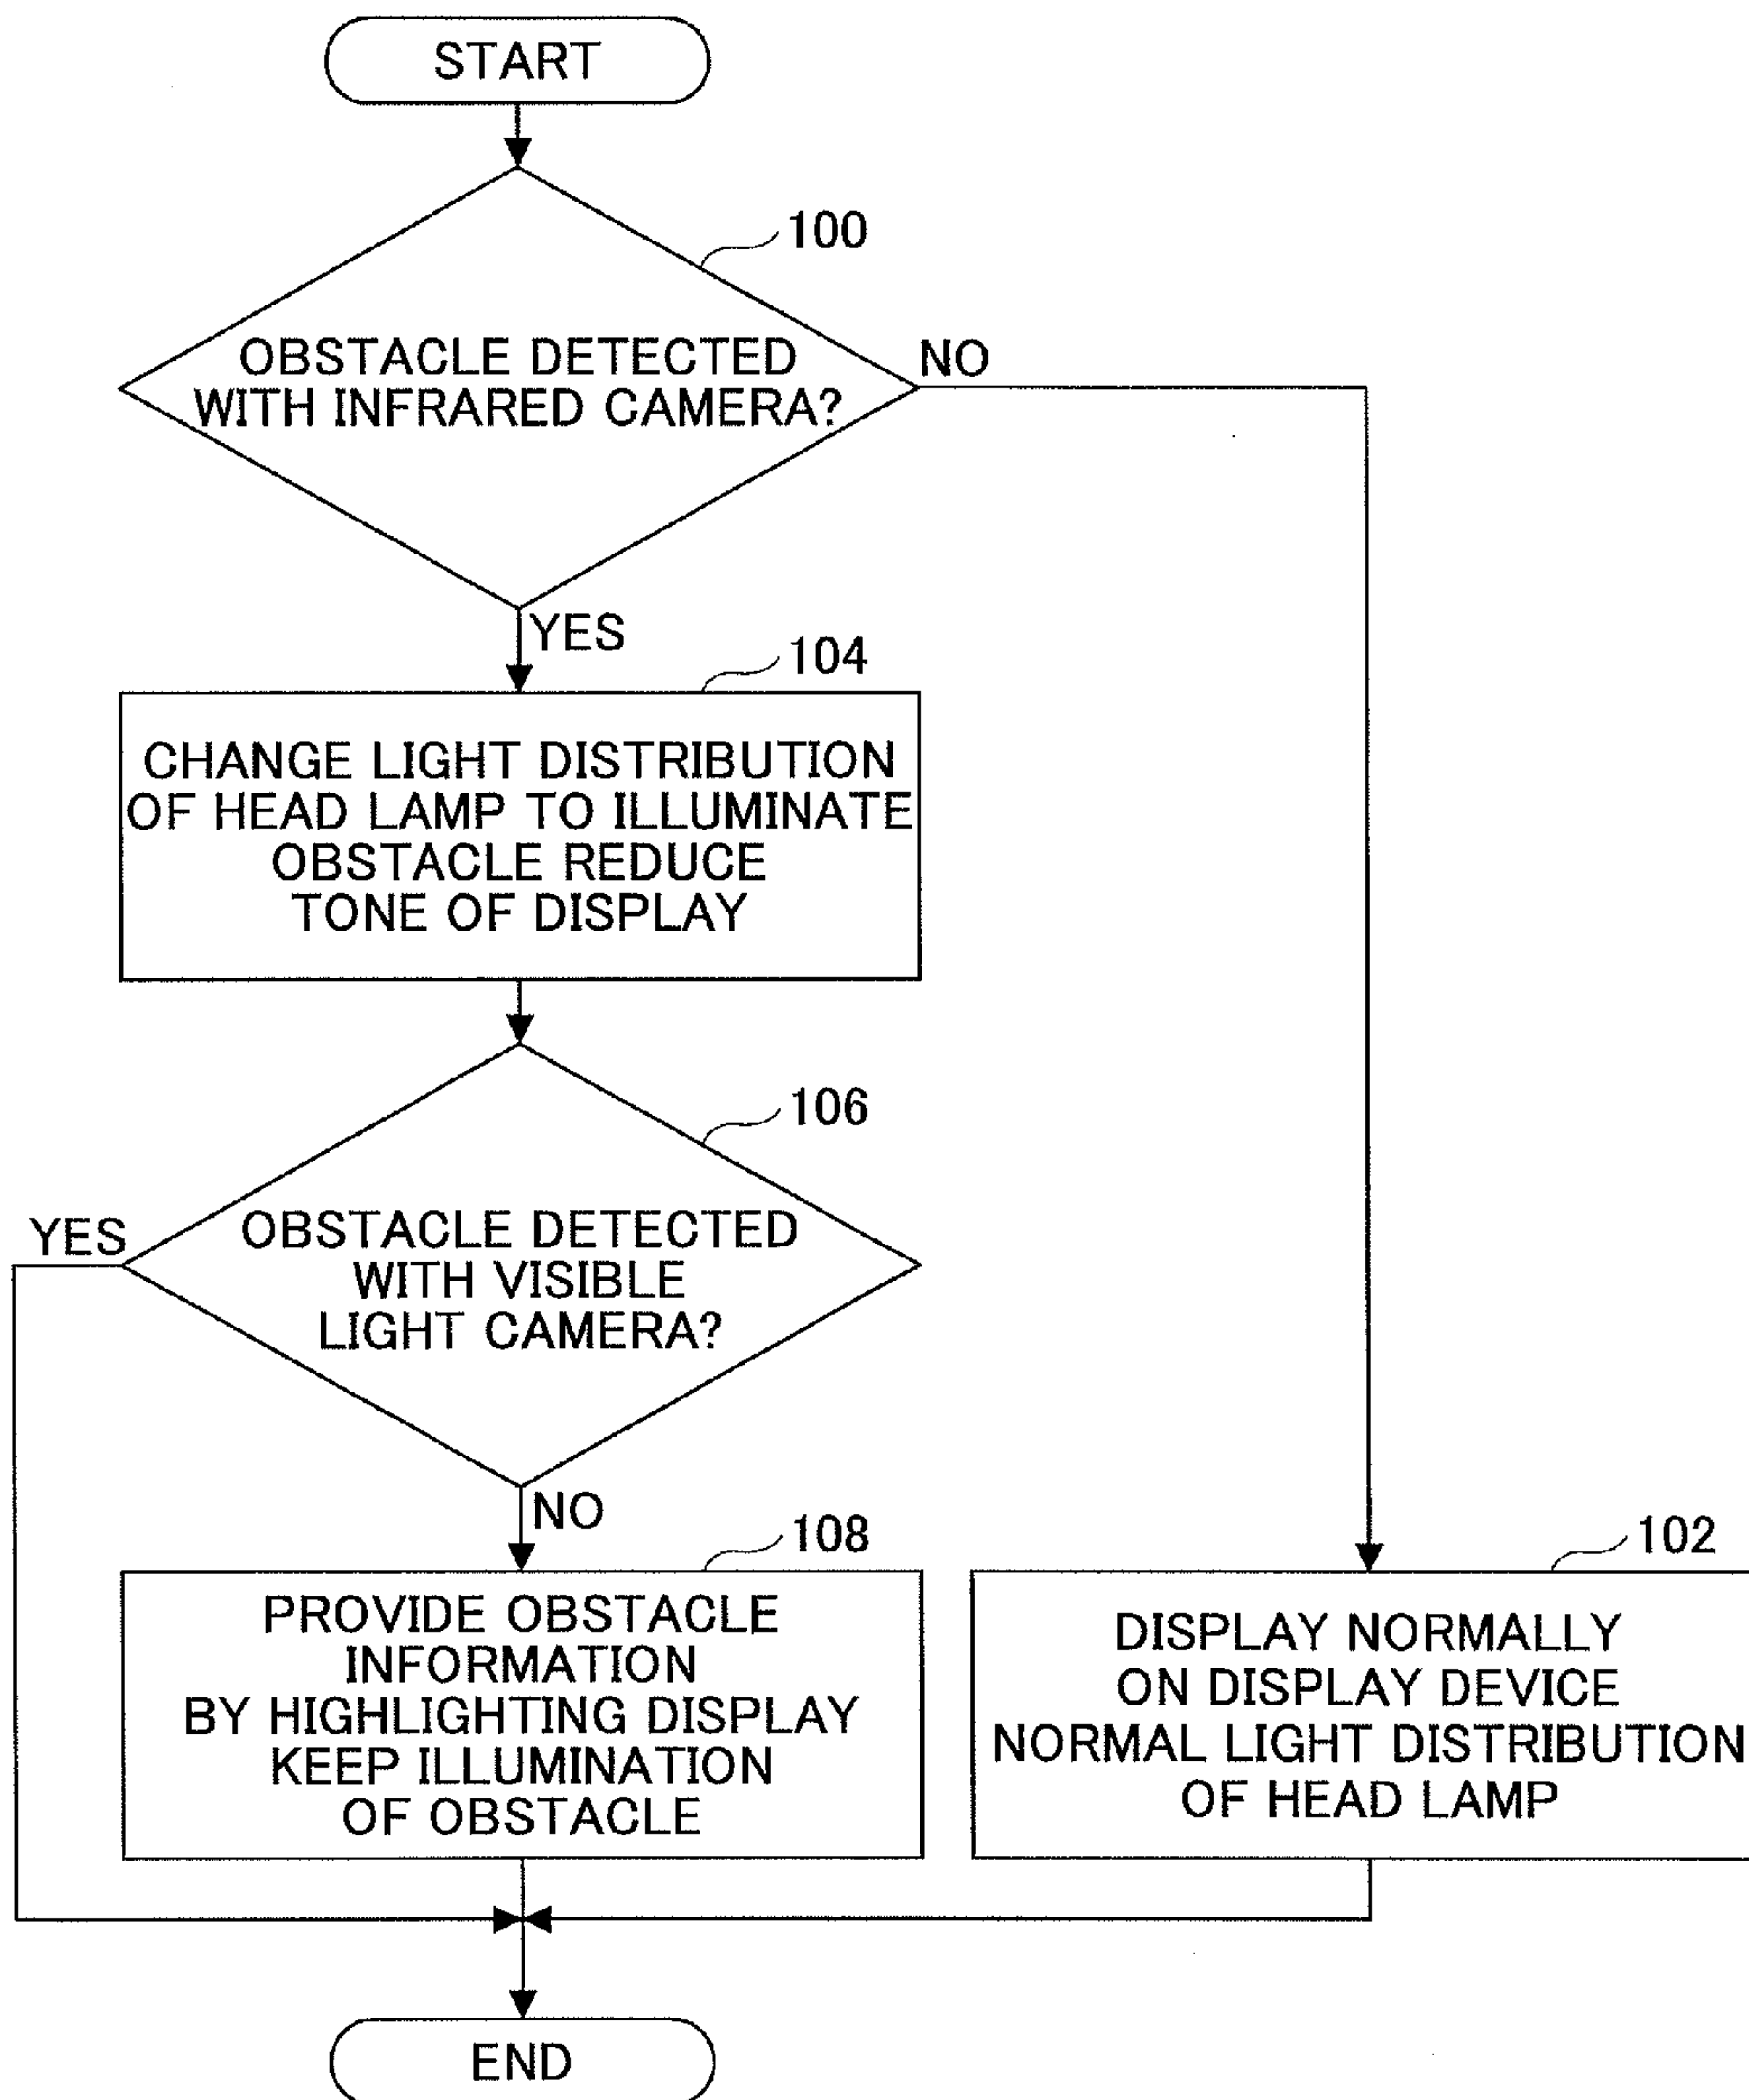 START
100
OBSTACLE DETECTED
WITH INFRARED CAMERA?
NO
YES
104
CHANGE LIGHT DISTRIBUTION
OF HEAD LAMP TO ILLUMINATE
OBSTACLE REDUCE
TONE OF DISPLAY
106
YES
OBSTACLE DETECTED
WITH VISIBLE
LIGHT CAMERA?
NO
108
PROVIDE OBSTACLE
INFORMATION
BY HIGHLIGHTING DISPLAY
KEEP ILLUMINATION
OF OBSTACLE
102
DISPLAY NORMALLY
ON DISPLAY DEVICE
NORMAL LIGHT DISTRIBUTION
OF HEAD LAMP
END